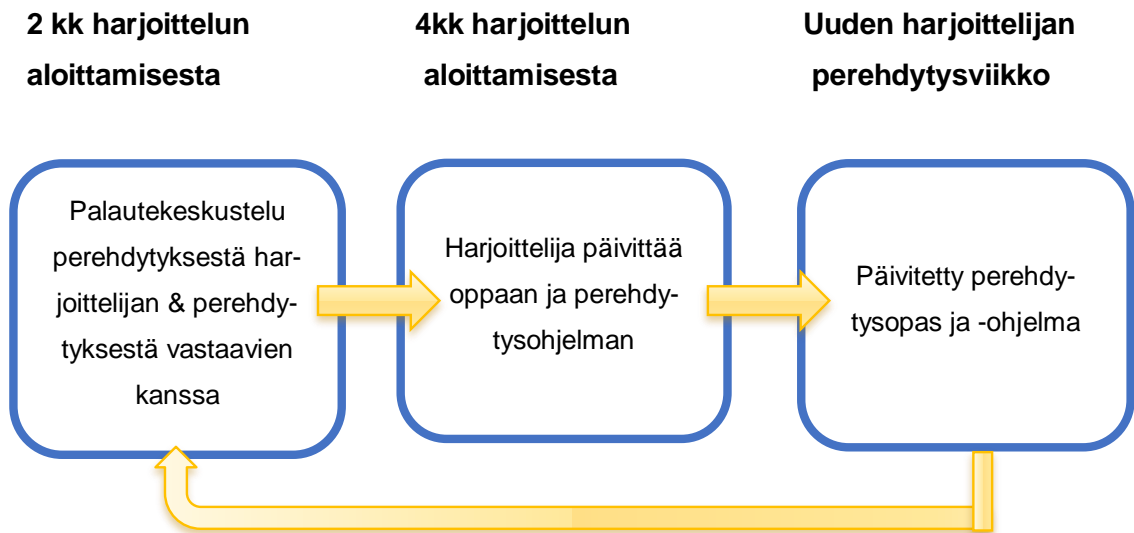 2 kk harjoittelun
aloittamisesta
4kk harjoittelun
aloittamisesta
Uuden harjoittelijan
perehdytysviikko
Palautekeskustelu
perehdytyksestä har-
joittelijan & perehdy-
tyksestä vastaavien
kanssa
Harjoittelija päivittää
oppaan ja perehdy-
tysohjelman
Päivitetty perehdy-
tysopas ja -ohjelma